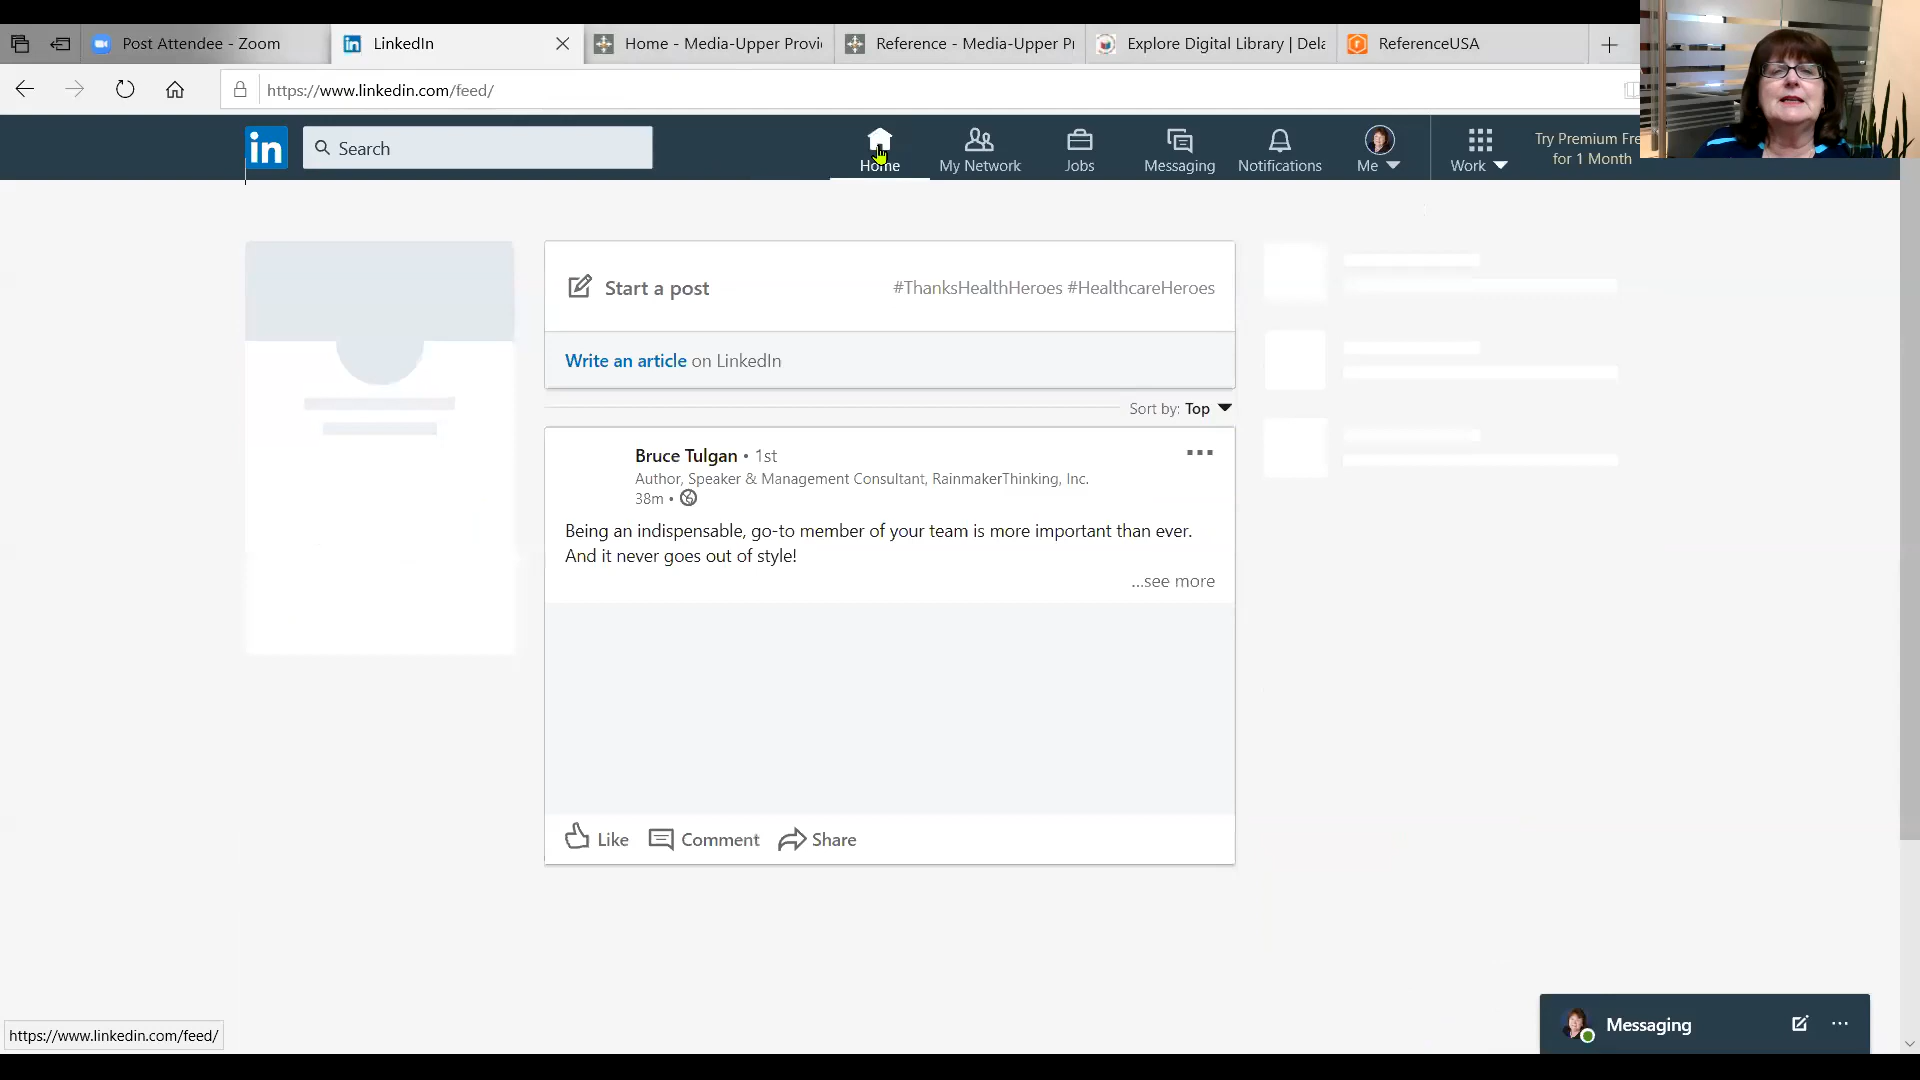 Post Attendee - Zoom
LinkedIn
Home - Media-Upper Provi
Reference - Media-Upper Pr
Explore Digital Library | Dela
ReferenceUSA
https://www.linkedin.com/feed/
in
Search
Home
My Network
Jobs
Messaging
Notifications
Me
Work
Try Premium Fre
for 1 Month
Start a post
#ThanksHealthHeroes #HealthcareHeroes
Write an article on LinkedIn
Sort by: Top
Bruce Tulgan • 1st
Author, Speaker & Management Consultant, RainmakerThinking, Inc.
38m •
Being an indispensable, go-to member of your team is more important than ever.
And it never goes out of style!
...see more
Like
Comment
Share
https://www.linkedin.com/feed/
Messaging